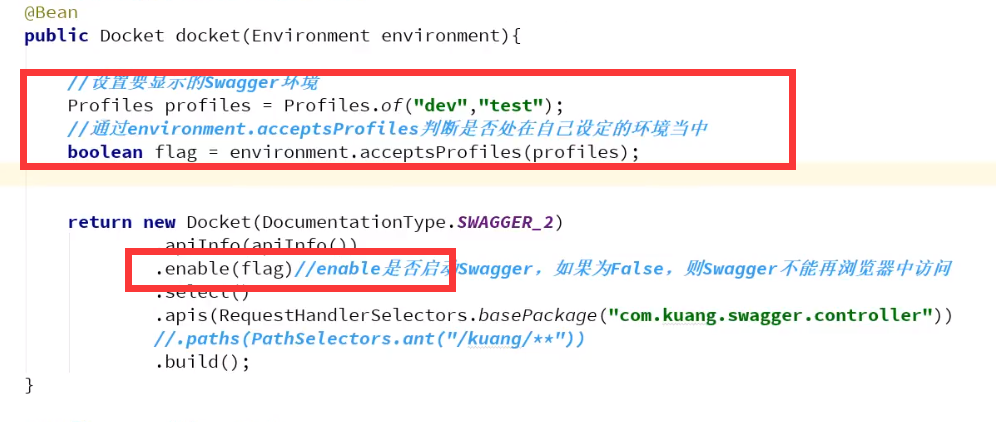 @Bean
public Docket docket(Environment environment){
//设置要显示的Swagger环境
Profiles profiles = Profiles.of("dev","test");
//通过environment.acceptsProfiles判断是否处在自己设定的环境当中
boolean flag = environment.acceptsProfiles(profiles);
return new Docket(DocumentationType.SWAGGER_2)
.apiInfo(apiInfo())
.enable(flag)//enable是否启动Swagger，如果为False，则Swagger不能再浏览器中访问
.select()
.apis(RequestHandlerSelectors.basePackage("com.kuang.swagger.controller"))
//.paths(PathSelectors.ant("/kuang/**"))
.build();
}